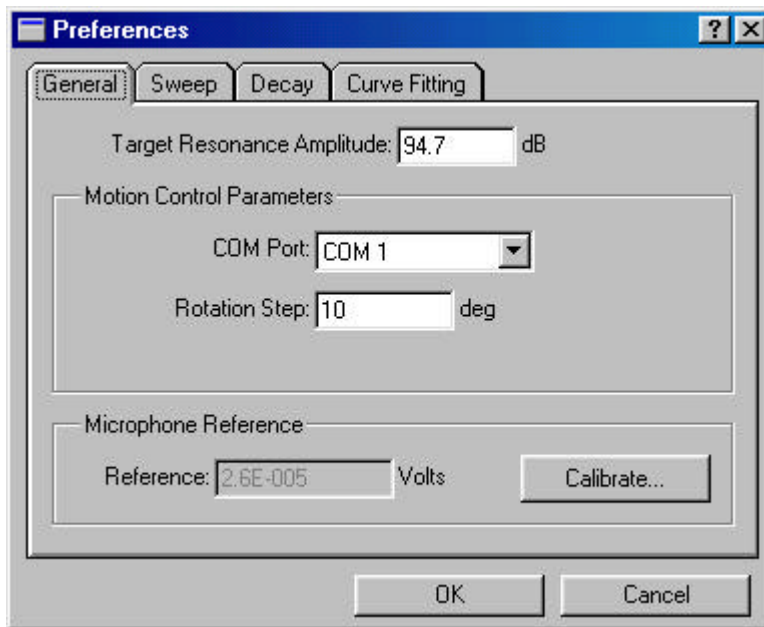 Preferences
General Sweep Decay Curve Fitting
Target Resonance Amplitude: 94.7 dB
Motion Control Parameters
COM Port: COM 1
Rotation Step: 10 deg
Microphone Reference
Reference: 2.6E-005 Volts Calibrate...
OK Cancel